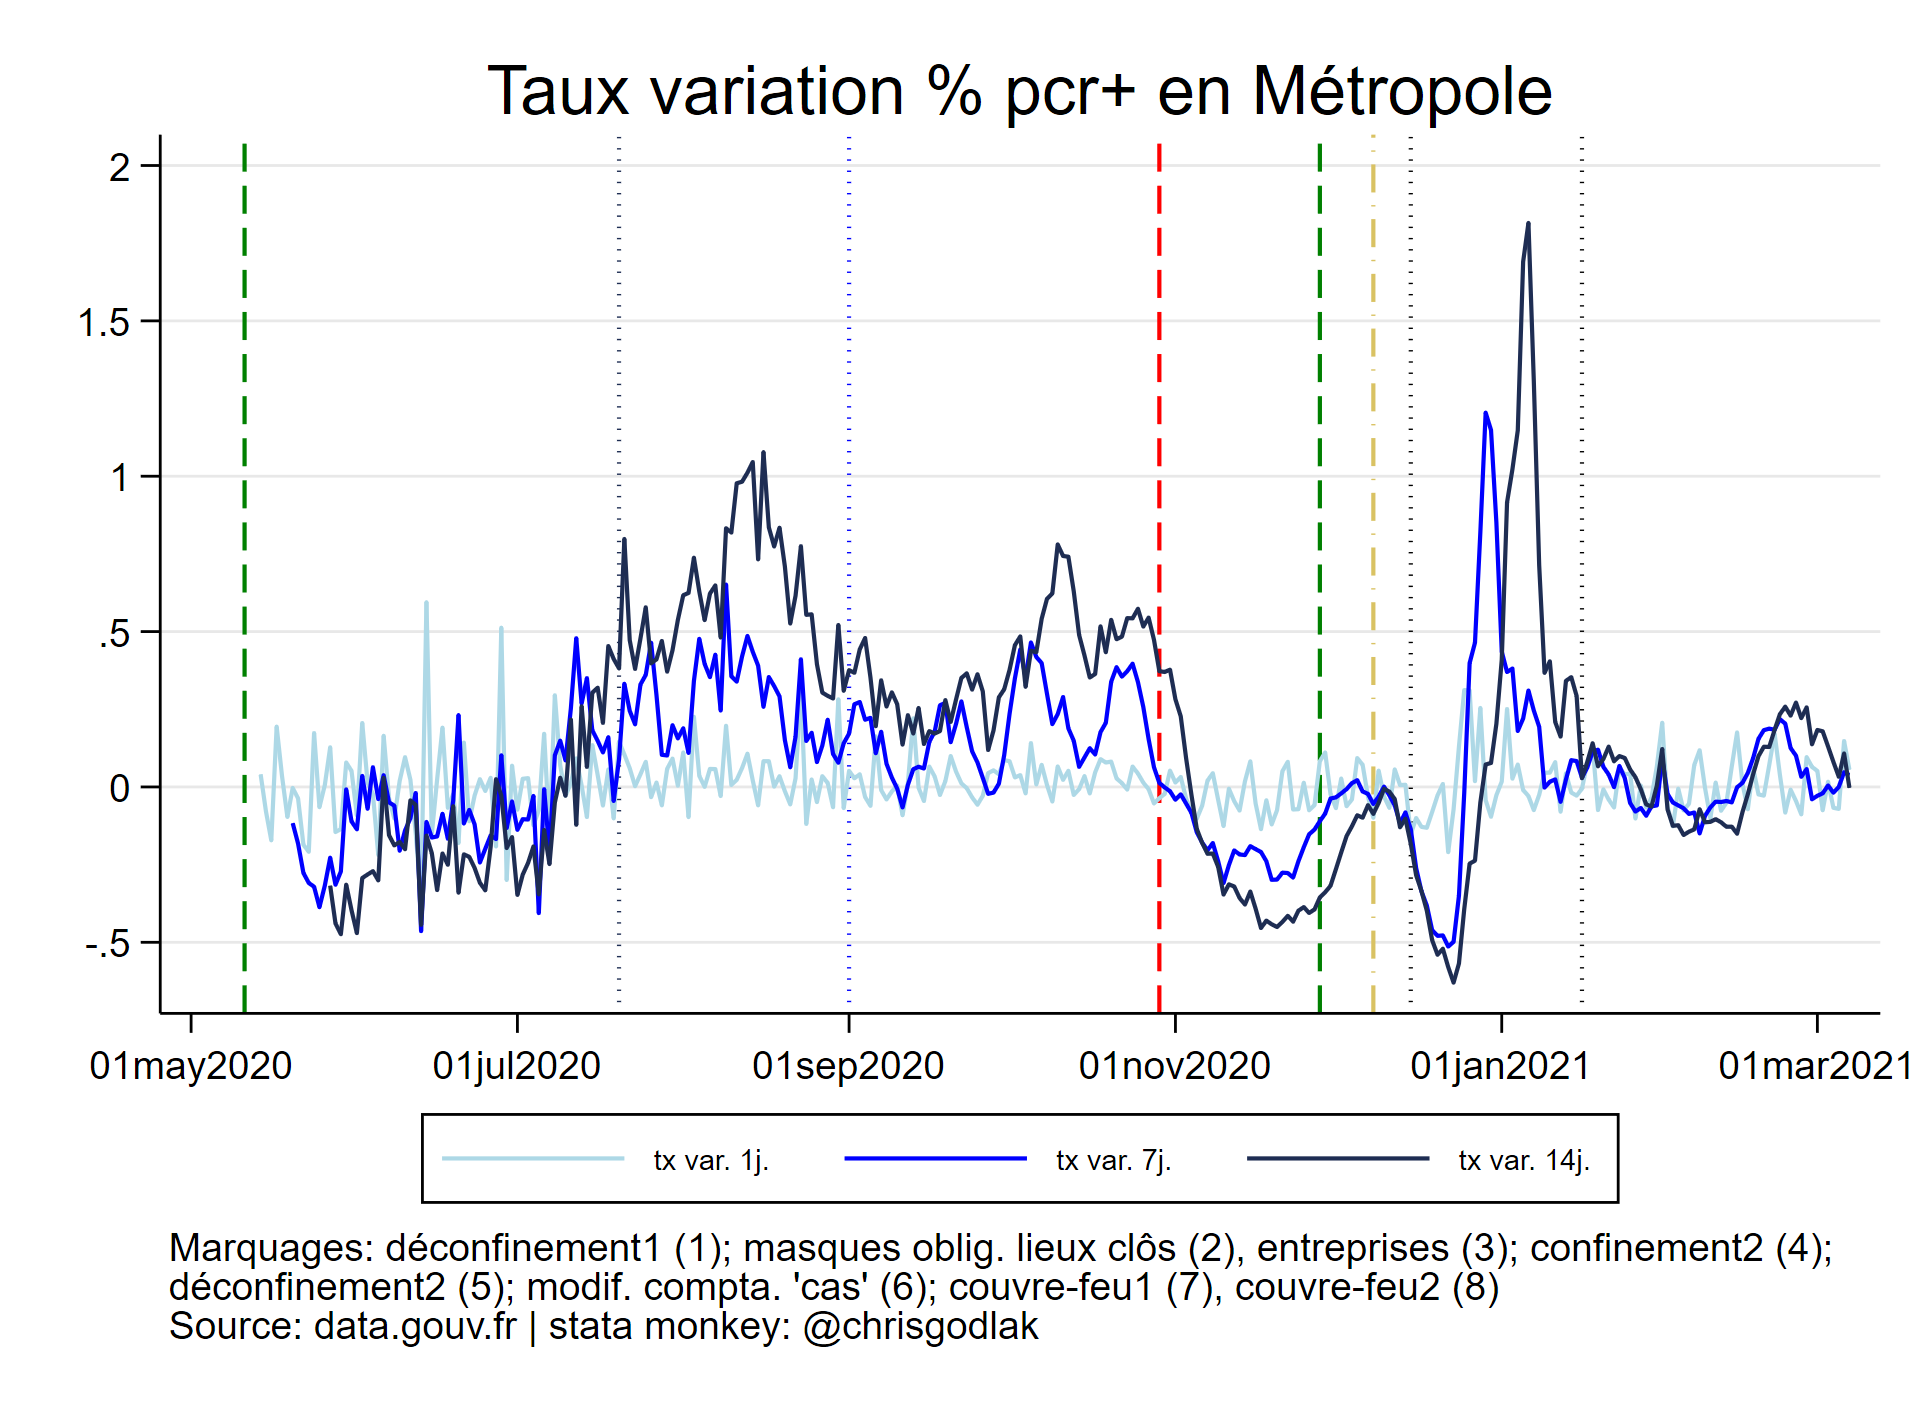 Taux variation % pcr+ en Métropole
2
1.5
1
.5
0
-.5
01may2020 01jul2020 01sep2020 01nov2020 01jan2021 01mar2021
tx var. 1j. tx var. 7j. tx var. 14j.
Marquages: déconfinement1 (1); masques oblig. lieux clôs (2), entreprises (3); confinement2 (4);
déconfinement2 (5); modif. compta. 'cas' (6); couvre-feu1 (7), couvre-feu2 (8)
Source: data.gouv.fr | stata monkey: @chrisgodlak